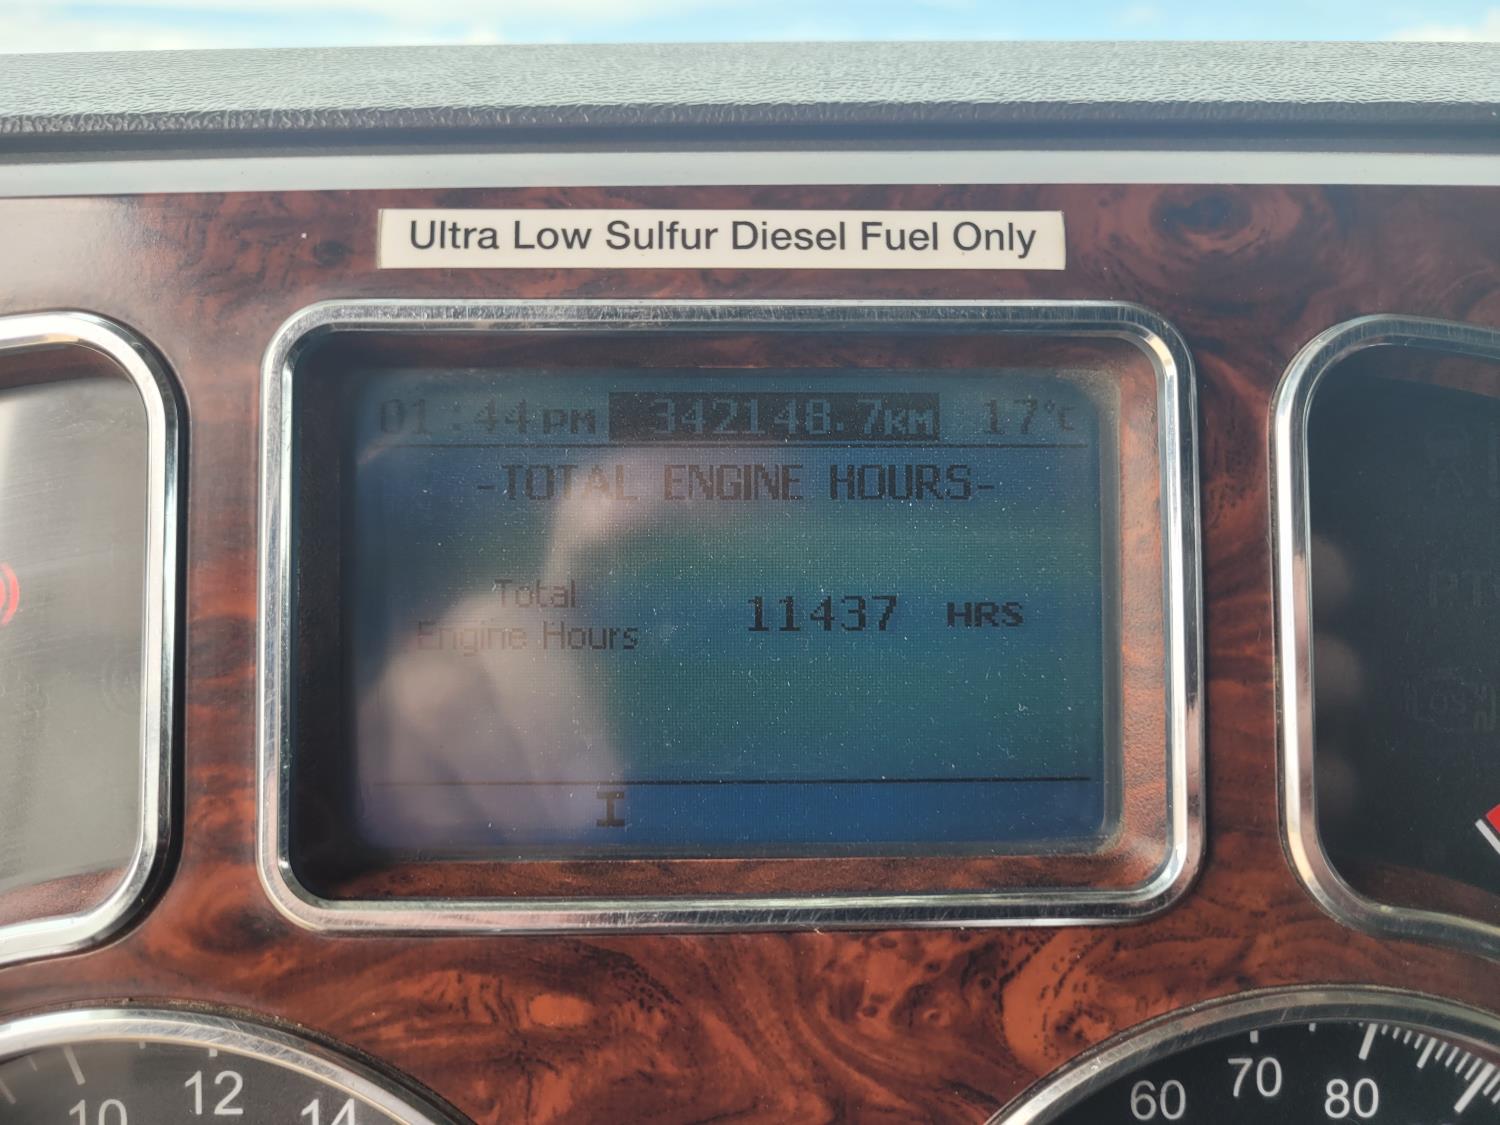 Ultra Low Sulfur Diesel Fuel Only
01:44PM 342148.7KM 17°C
-TOTAL ENGINE HOURS-
Total
Engine Hours
11437 HRS
I
10 12 14
60 70 80